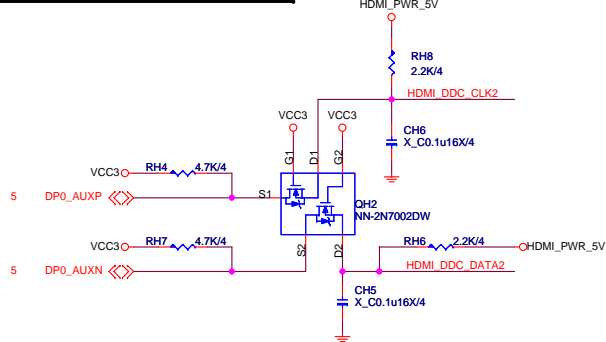 HDMI_PWR_5V
RH8
2.2K/4
HDMI_DDC_CLK2
VCC3 VCC3
CH6
X_C0.1u16X/4
G1 D1 G2
VCC3 RH4 4.7K/4
5 DP0_AUXP S1
QH2
NN-2N7002DW
VCC3 RH7 4.7K/4 S2 D2 RH6 2.2K/4 HDMI_PWR_5V
5 DP0_AUXN HDMI_DDC_DATA2
CH5
X_C0.1u16X/4